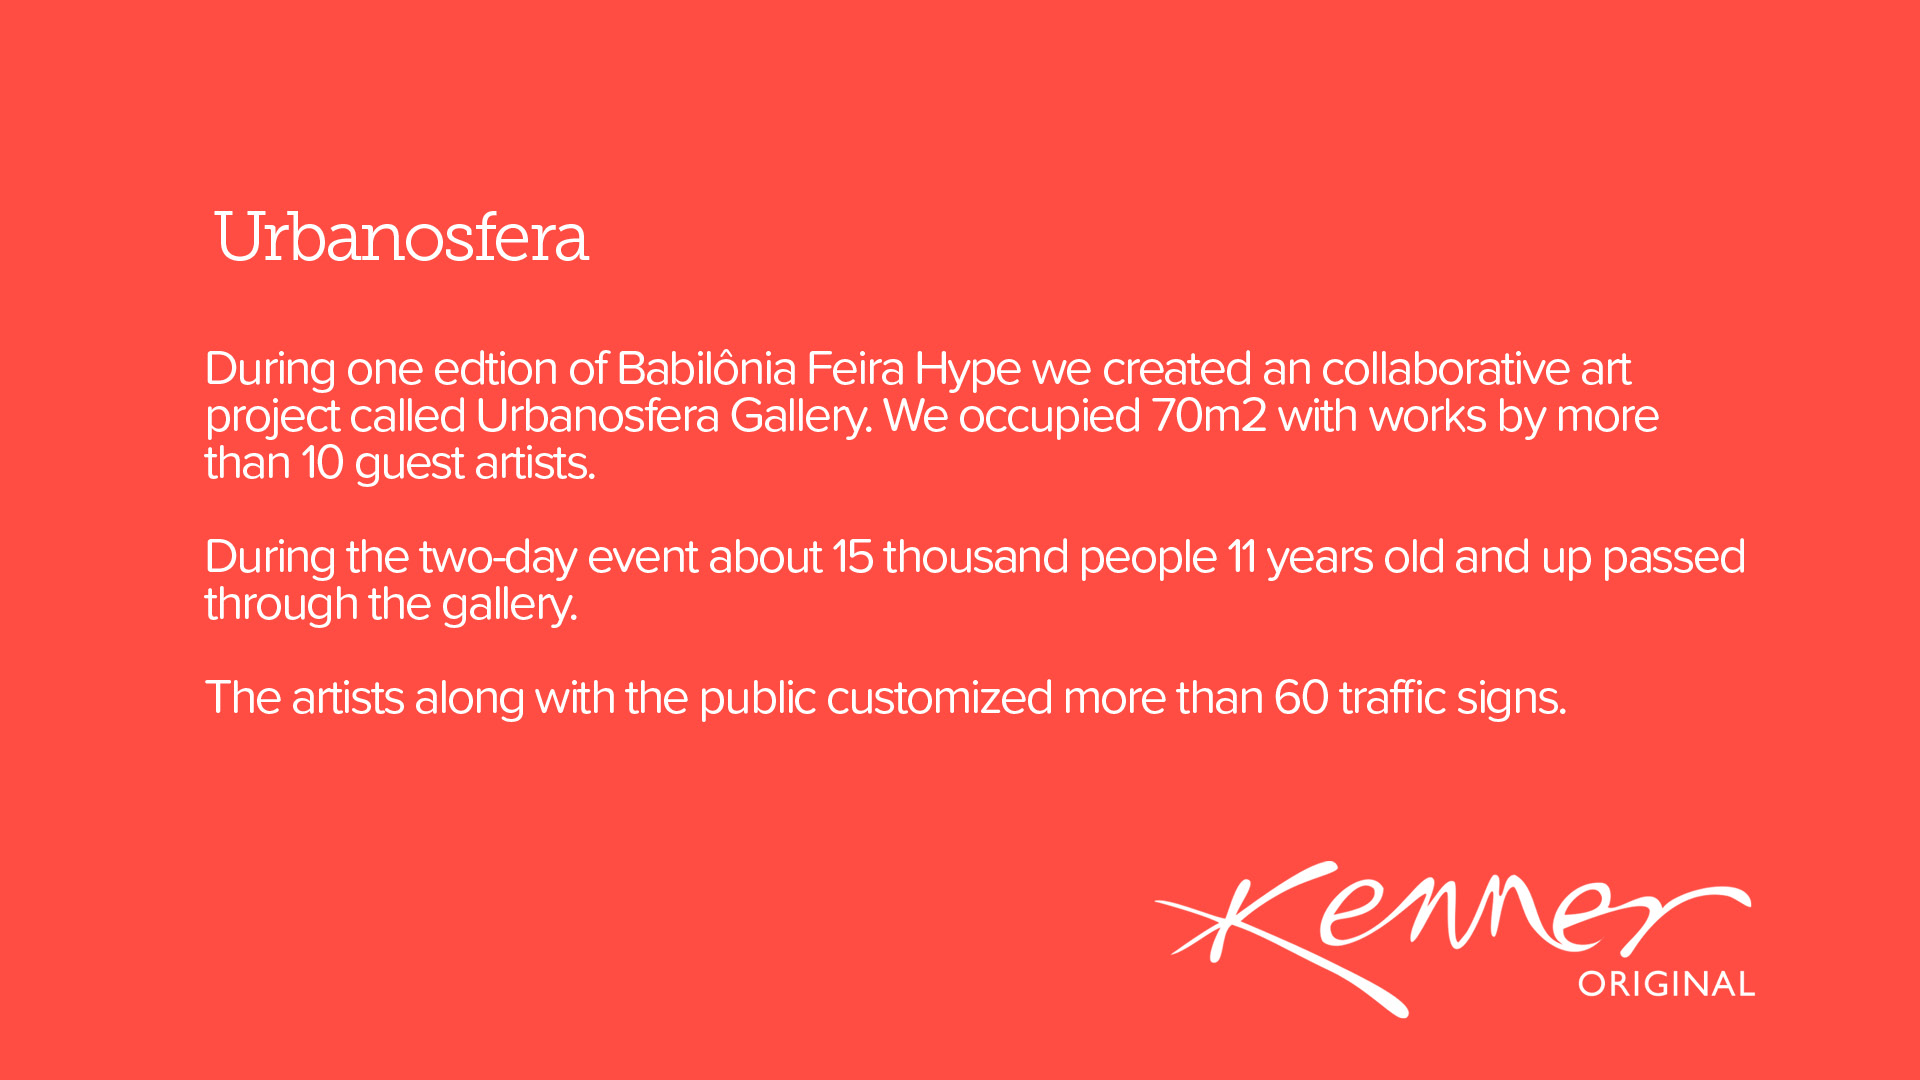 Urbanosfera
During one edtion of Babilônia Feira Hype we created an collaborative art
project called Urbanosfera Gallery. We occupied 70m2 with works by more
than 10 guest artists.
During the two-day event about 15 thousand people 11 years old and up passed
through the gallery.
The artists along with the public customized more than 60 traffic signs.
Kenner
ORIGINAL